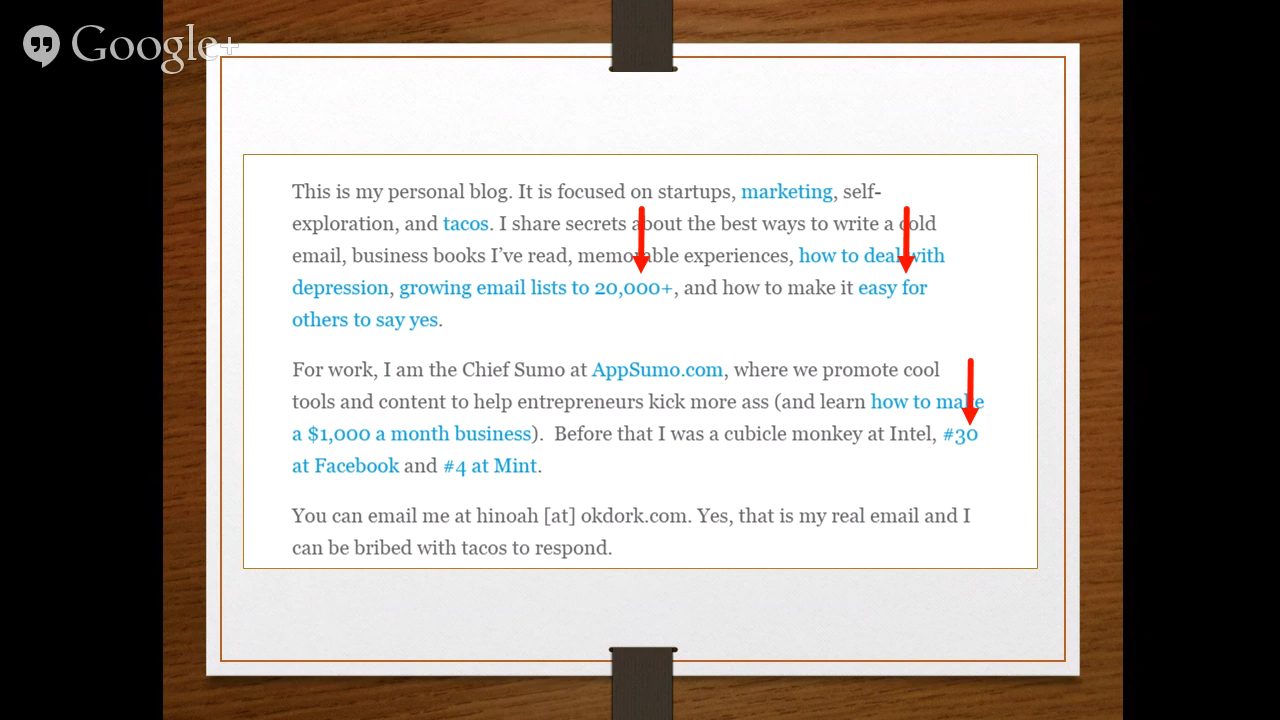 Google+
This is my personal blog. It is focused on startups, marketing, self-
exploration, and tacos. I share secrets about the best ways to write a cold
email, business books I’ve read, memorable experiences, how to deal with
depression, growing email lists to 20,000+, and how to make it easy for
others to say yes.
For work, I am the Chief Sumo at AppSumo.com, where we promote cool
tools and content to help entrepreneurs kick more ass (and learn how to make
a $1,000 a month business).  Before that I was a cubicle monkey at Intel, #30
at Facebook and #4 at Mint.
You can email me at hinoah [at] okdork.com. Yes, that is my real email and I
can be bribed with tacos to respond.